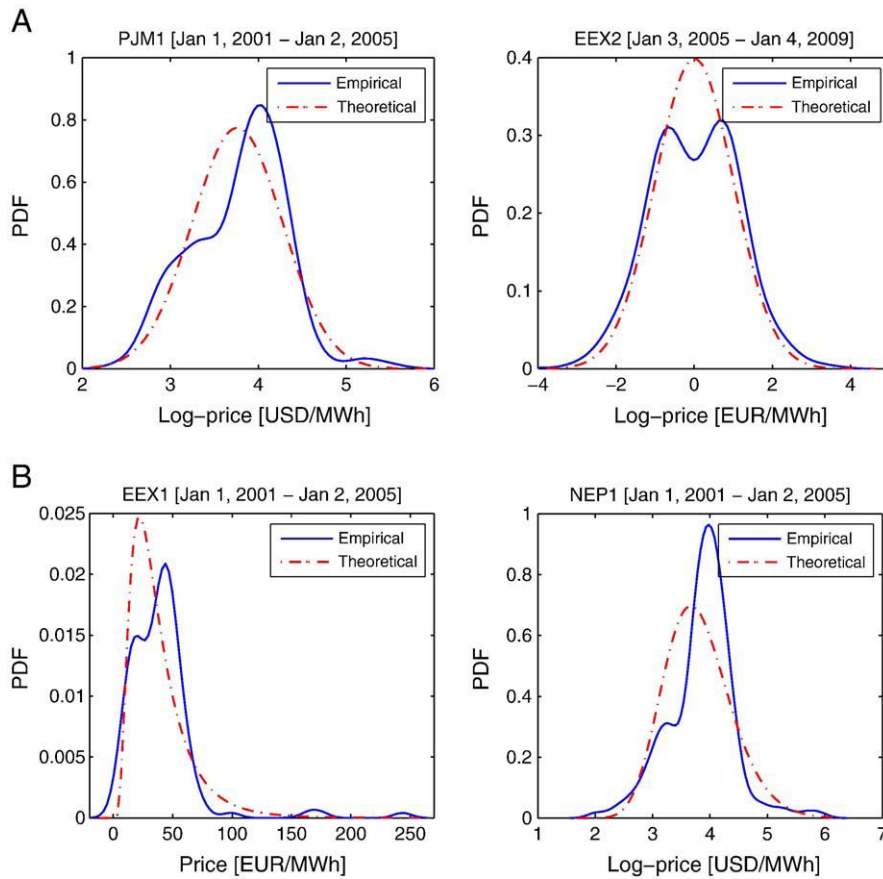 A
PJM1 [Jan 1, 2001 – Jan 2, 2005]
1
0.8
0.6
0.4
0.2
0
PDF
Empirical
Theoretical
2 3 4 5 6
Log–price [USD/MWh]
EEX2 [Jan 3, 2005 – Jan 4, 2009]
0.4
0.3
0.2
0.1
0
PDF
Empirical
Theoretical
−4 −2 0 2 4
Log–price [EUR/MWh]
B
EEX1 [Jan 1, 2001 – Jan 2, 2005]
0.025
0.02
0.015
0.01
0.005
0
PDF
Empirical
Theoretical
0 50 100 150 200 250
Price [EUR/MWh]
NEP1 [Jan 1, 2001 – Jan 2, 2005]
1
0.8
0.6
0.4
0.2
0
PDF
Empirical
Theoretical
1 2 3 4 5 6 7
Log–price [USD/MWh]